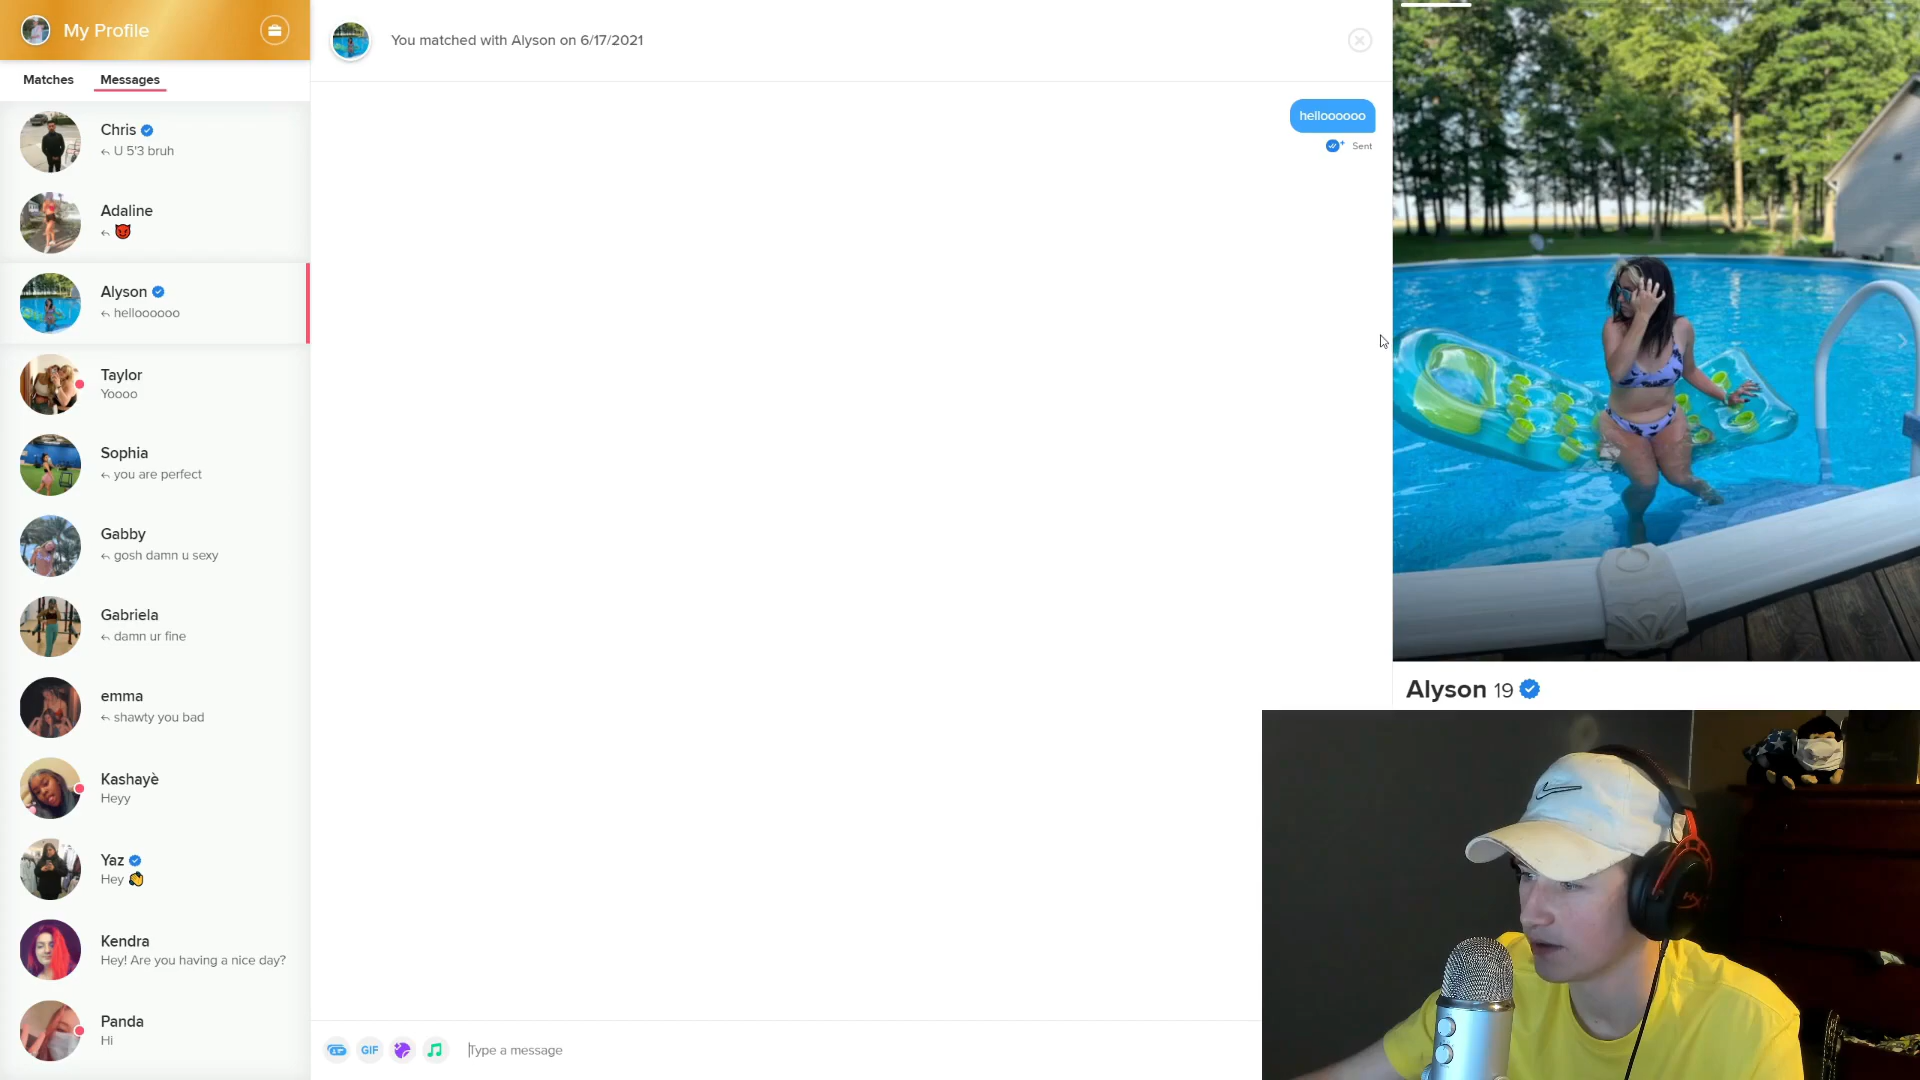 My Profile
Matches Messages
Chris
U 5'3 bruh
Adaline
Alyson
helloooooo
Taylor
Yoooo
Sophia
you are perfect
Gabby
gosh damn u sexy
Gabriela
damn ur fine
emma
shawty you bad
Kashayè
Heyy
Yaz
Hey
Kendra
Hey! Are you having a nice day?
Panda
Hi
You matched with Alyson on 6/17/2021
helloooooo
Sent
GIF
Type a message
Alyson 19